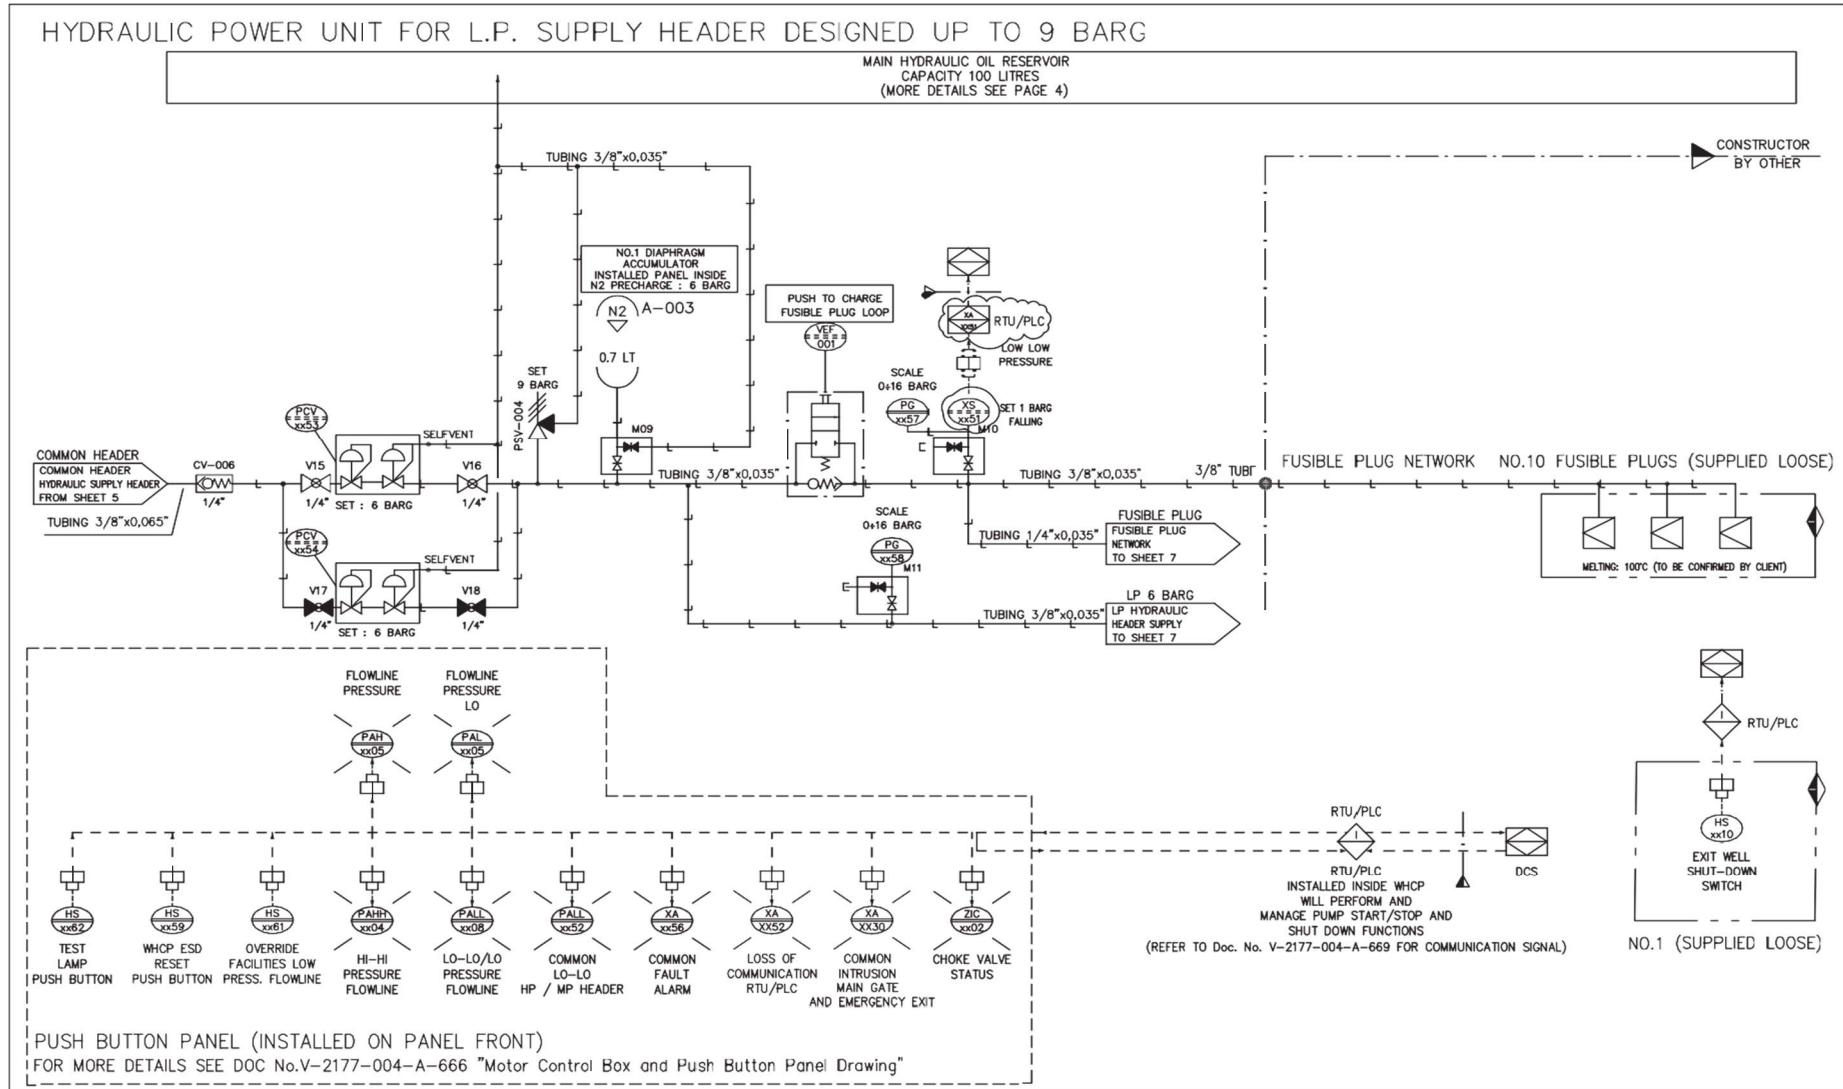 HYDRAULIC POWER UNIT FOR L.P. SUPPLY HEADER DESIGNED UP TO 9 BARG
MAIN HYDRAULIC OIL RESERVOIR
CAPACITY 100 LITRES
(MORE DETAILS SEE PAGE 4)
CONSTRUCTOR
BY OTHER
TUBING 3/8"x0,035"
NO.1 DIAPHRAGM
ACCUMULATOR
INSTALLED PANEL INSIDE
N2 PRECHARGE : 6 BARG
N2
A-003
0.7 LT
SET
9 BARG
PSV-004
M09
PUSH TO CHARGE
FUSIBLE PLUG LOOP
VEF
001
XA
xx51
RTU/PLC
LOW LOW
PRESSURE
SCALE
0÷16 BARG
PG
xx57
XS
xx51
SET 1 BARG
FALLING
M10
PCV
xx53
SELFVENT
COMMON HEADER
COMMON HEADER
HYDRAULIC SUPPLY HEADER
FROM SHEET 5
TUBING 3/8"x0,065"
CV-006
1/4"
V15
1/4"
SET : 6 BARG
V16
1/4"
TUBING 3/8"x0,035"
TUBING 3/8"x0,035"
3/8" TUBE
FUSIBLE PLUG NETWORK
NO.10 FUSIBLE PLUGS (SUPPLIED LOOSE)
MELTING: 100°C (TO BE CONFIRMED BY CLIENT)
PCV
xx54
SELFVENT
V17
1/4"
SET : 6 BARG
V18
1/4"
SCALE
0÷16 BARG
PG
xx58
M11
TUBING 1/4"x0,035"
FUSIBLE PLUG
FUSIBLE PLUG
NETWORK
TO SHEET 7
TUBING 3/8"x0,035"
LP 6 BARG
LP HYDRAULIC
HEADER SUPPLY
TO SHEET 7
FLOWLINE
PRESSURE
PAH
xx05
FLOWLINE
PRESSURE
LO
PAL
xx05
HS
xx62
TEST
LAMP
PUSH BUTTON
HS
xx59
WHCP ESD
RESET
PUSH BUTTON
HS
xx61
OVERRIDE
FACILITIES LOW
PRESS. FLOWLINE
PAHH
xx04
HI-HI
PRESSURE
FLOWLINE
PALL
xx08
LO-LO/LO
PRESSURE
FLOWLINE
PALL
xx52
COMMON
LO-LO
HP / MP HEADER
XA
xx56
COMMON
FAULT
ALARM
XA
XX52
LOSS OF
COMMUNICATION
RTU/PLC
XA
XX30
COMMON
INTRUSION
MAIN GATE
AND EMERGENCY EXIT
ZIC
xx02
CHOKE VALVE
STATUS
RTU/PLC
I
RTU/PLC
INSTALLED INSIDE WHCP
WILL PERFORM AND
MANAGE PUMP START/STOP AND
SHUT DOWN FUNCTIONS
(REFER TO Doc. No. V-2177-004-A-669 FOR COMMUNICATION SIGNAL)
DCS
I
RTU/PLC
HS
xx10
EXIT WELL
SHUT-DOWN
SWITCH
NO.1 (SUPPLIED LOOSE)
PUSH BUTTON PANEL (INSTALLED ON PANEL FRONT)
FOR MORE DETAILS SEE DOC No.V-2177-004-A-666 "Motor Control Box and Push Button Panel Drawing"